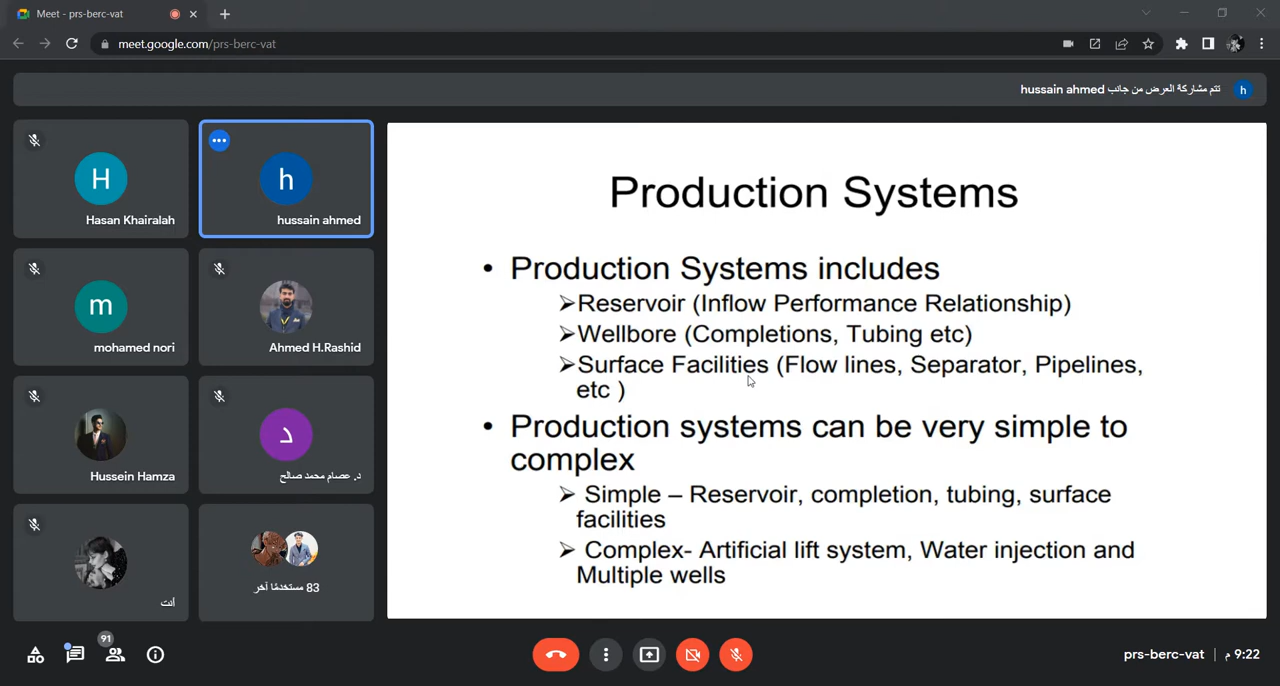 Meet - prs-berc-vat
meet.google.com/prs-berc-vat
تتم مشاركة العرض من جانب hussain ahmed
h
H
Hasan Khairalah
h
hussain ahmed
m
mohamed nori
Ahmed H.Rashid
Hussein Hamza
د
د. عصام محمد صالح
أنت
83 مستخدمًا آخر
Production Systems
• Production Systems includes
➢Reservoir (Inflow Performance Relationship)
➢Wellbore (Completions, Tubing etc)
➢Surface Facilities (Flow lines, Separator, Pipelines,
etc )
• Production systems can be very simple to
complex
➢ Simple – Reservoir, completion, tubing, surface
facilities
➢ Complex- Artificial lift system, Water injection and
Multiple wells
91
prs-berc-vat | 9:22 م